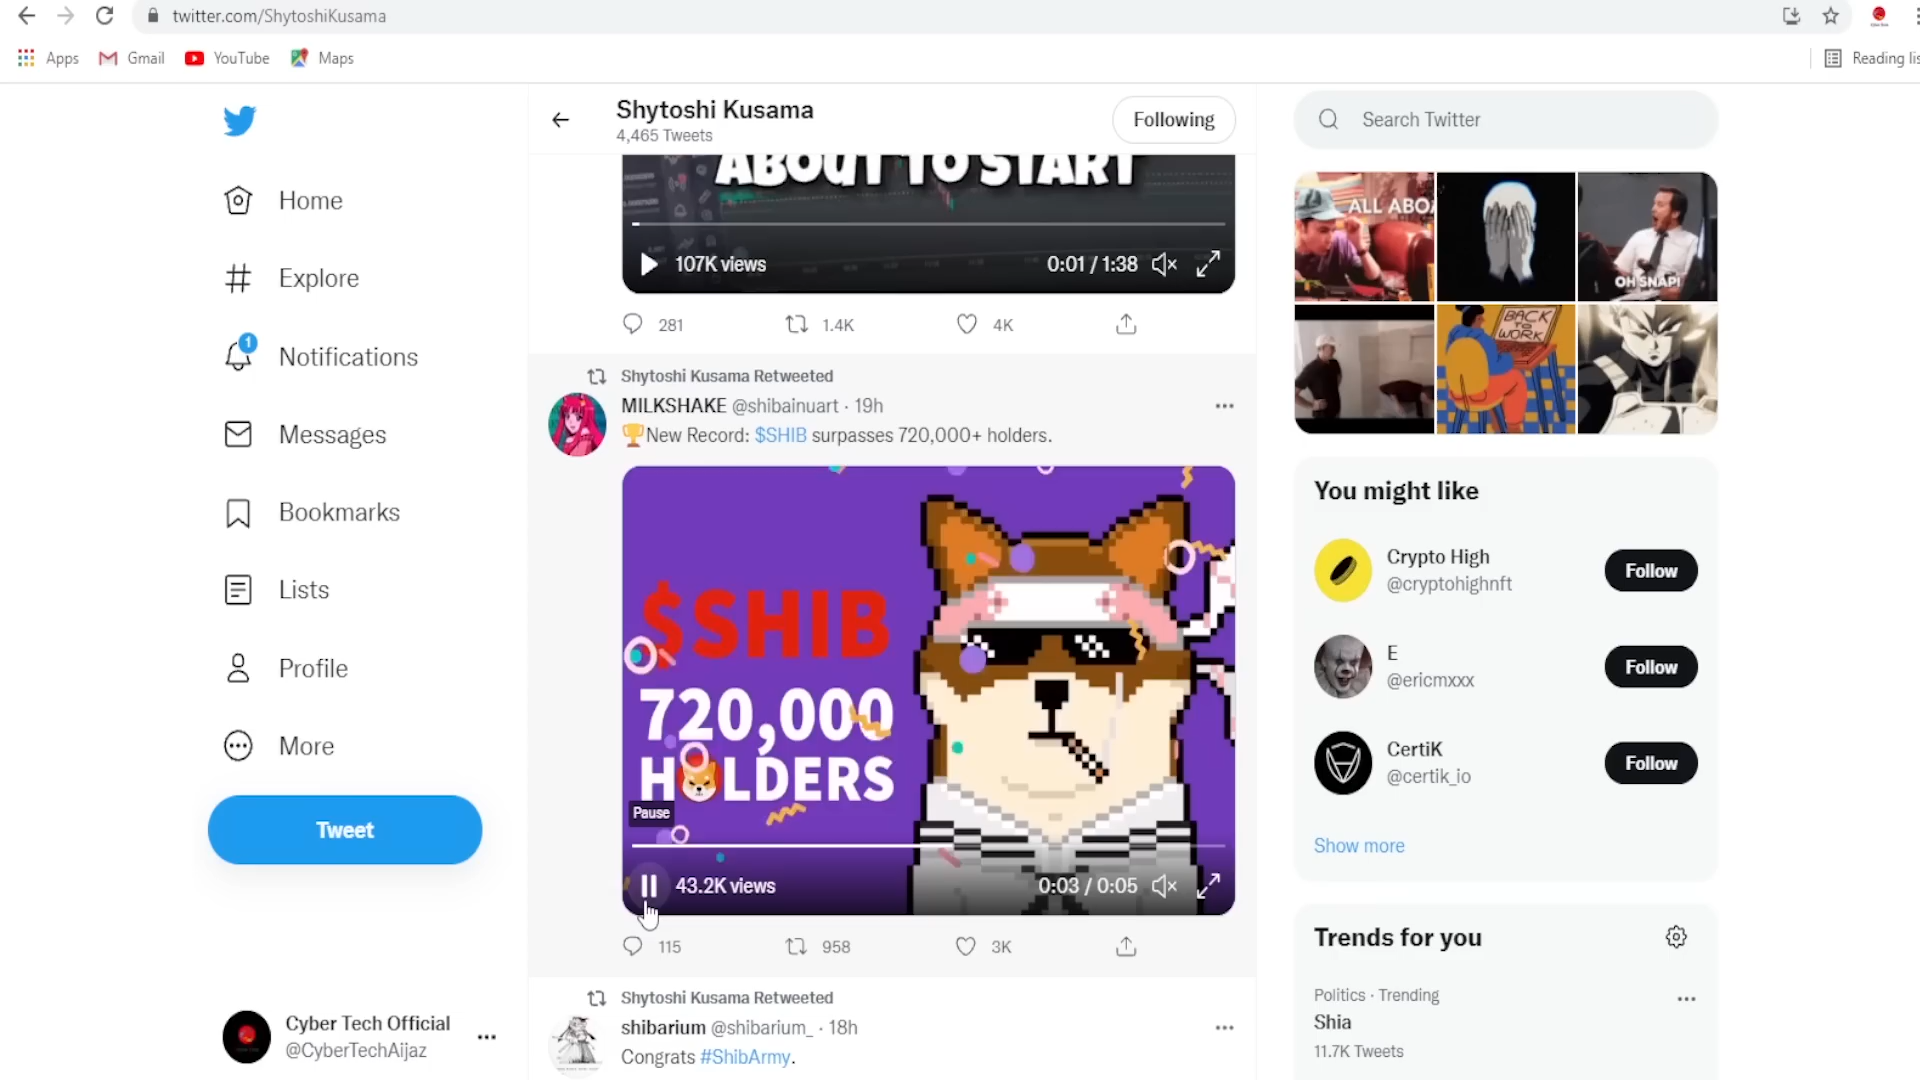 twitter.com/ShytoshiKusama
Apps
Gmail
YouTube
Maps
Reading lis
Home
Explore
1
Notifications
Messages
Bookmarks
Lists
Profile
More
Tweet
Cyber Tech Official
@CyberTechAijaz
Shytoshi Kusama
4,465 Tweets
Following
ABOUT TO START
107K views
0:01 / 1:38
281
1.4K
4K
Shytoshi Kusama Retweeted
MILKSHAKE @shibainuart · 19h
🏆New Record: $SHIB surpasses 720,000+ holders.
$SHIB
720,000
HOLDERS
Pause
43.2K views
0:03 / 0:05
115
958
3K
Shytoshi Kusama Retweeted
shibarium @shibarium_ · 18h
Congrats #ShibArmy.
Search Twitter
ALL ABO
OH SNAP!
BACK
TO
WORK
You might like
Crypto High
@cryptohighnft
Follow
E
@ericmxxx
Follow
CertiK
@certik_io
Follow
Show more
Trends for you
Politics · Trending
Shia
11.7K Tweets